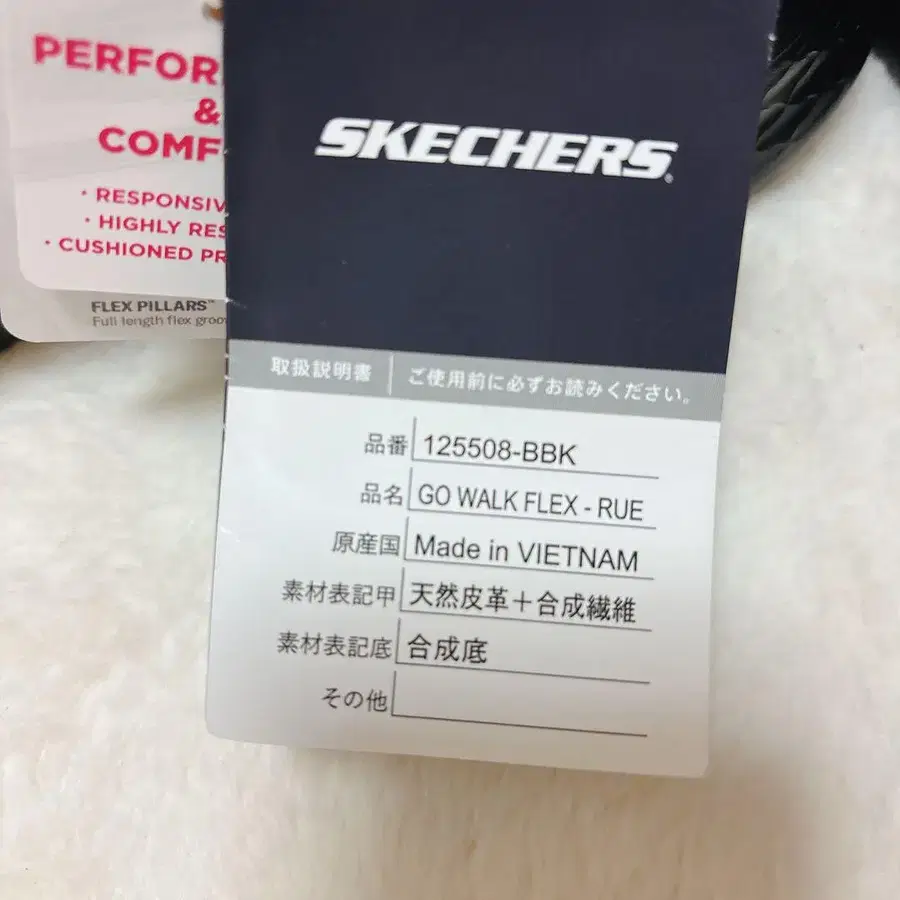 PERFOR
&
COMF
· RESPONSIV
· HIGHLY RES
· CUSHIONED PR
FLEX PILLARS™
Full length flex groov
SKECHERS®
取扱説明書 ご使用前に必ずお読みください。
品番 125508-BBK
品名 GO WALK FLEX - RUE
原産国 Made in VIETNAM
素材表記甲 天然皮革＋合成繊維
素材表記底 合成底
その他